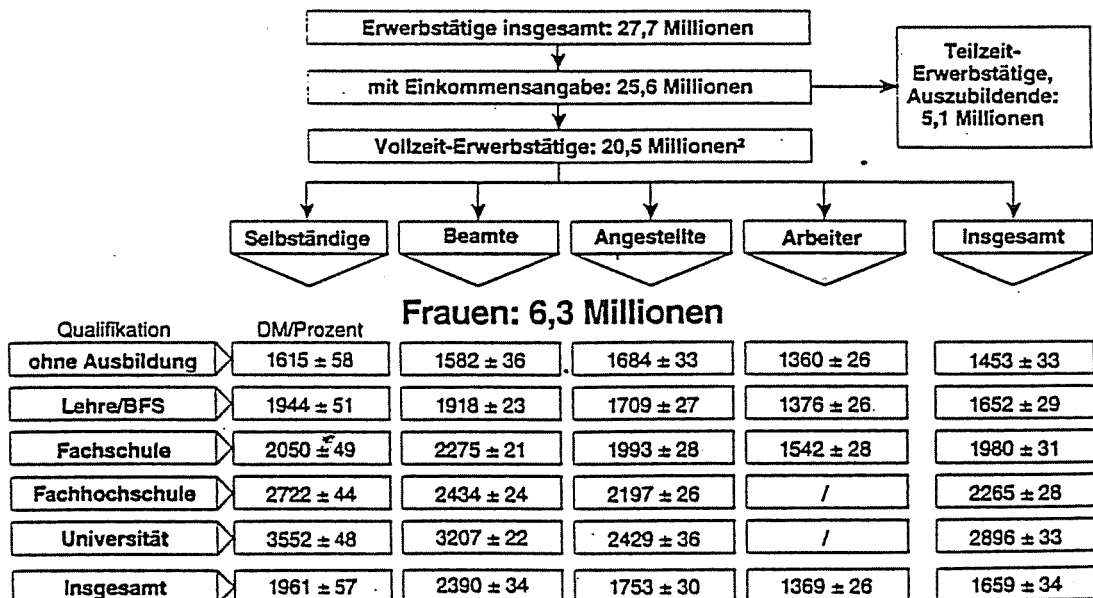 Erwerbstätige insgesamt: 27,7 Millionen
mit Einkommensangabe: 25,6 Millionen
Teilzeit-
Erwerbstätige,
Auszubildende:
5,1 Millionen
Vollzeit-Erwerbstätige: 20,5 Millionen²
Selbständige Beamte Angestellte Arbeiter Insgesamt
Frauen: 6,3 Millionen
Qualifikation DM/Prozent
ohne Ausbildung 1615 ± 58 1582 ± 36 1684 ± 33 1360 ± 26 1453 ± 33
Lehre/BFS 1944 ± 51 1918 ± 23 1709 ± 27 1376 ± 26 1652 ± 29
Fachschule 2050 ± 49 2275 ± 21 1993 ± 28 1542 ± 28 1980 ± 31
Fachhochschule 2722 ± 44 2434 ± 24 2197 ± 26 / 2265 ± 28
Universität 3552 ± 48 3207 ± 22 2429 ± 36 / 2896 ± 33
Insgesamt 1961 ± 57 2390 ± 34 1753 ± 30 1369 ± 26 1659 ± 34